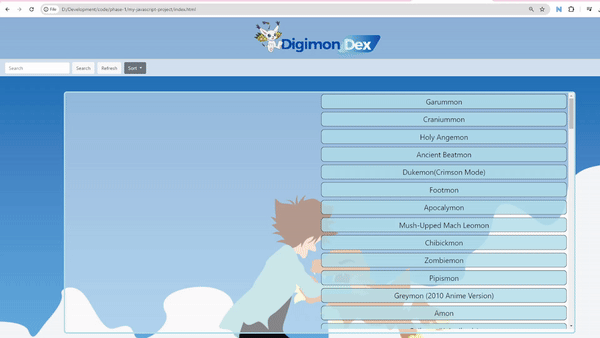 File D:/Development/code/phase-1/my-javascript-project/index.html
Digimon Dex
Search Search Refresh Sort
Garummon
Craniummon
Holy Angemon
Ancient Beatmon
Dukemon(Crimson Mode)
Footmon
Apocalymon
Mush-Upped Mach Leomon
Chibickmon
Zombiemon
Pipismon
Greymon (2010 Anime Version)
Amon